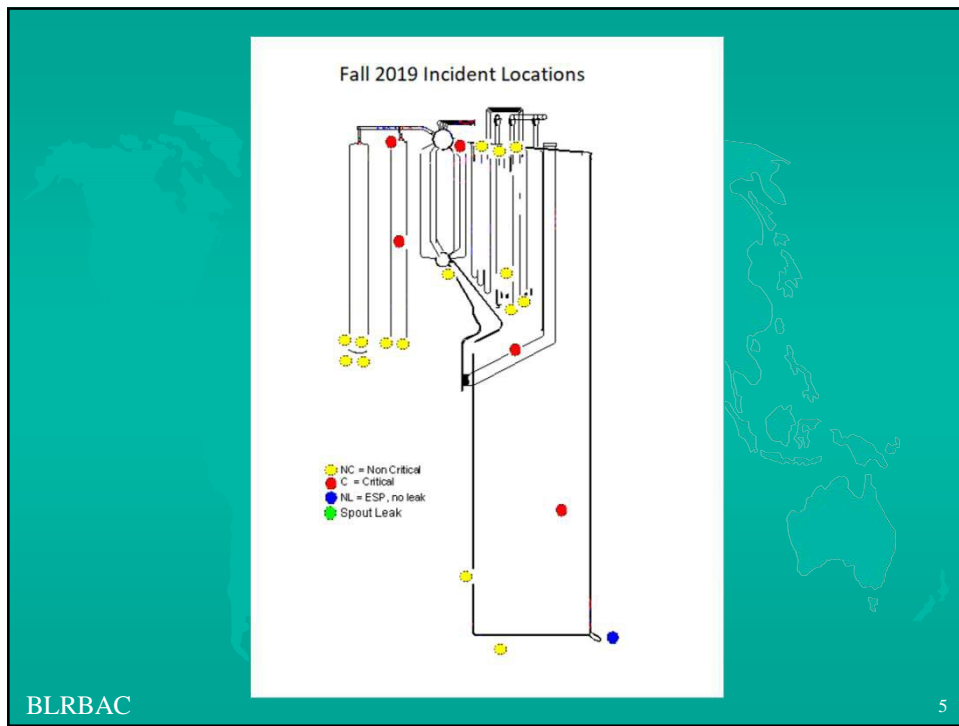 Fall 2019 Incident Locations
NC = Non Critical
C = Critical
NL = ESP, no leak
Spout Leak
BLRBAC
5